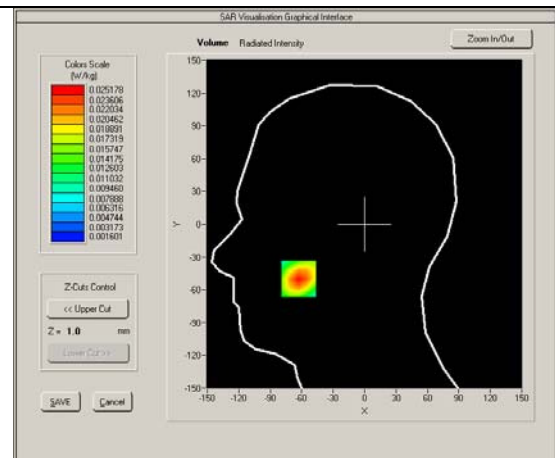 SAR Visualisation Graphical Interface
Volume Radiated Intensity
Zoom In/Out
Colors Scale
(W/kg)
0.025178
0.023606
0.022034
0.020462
0.018891
0.017319
0.015747
0.014175
0.012603
0.011032
0.009460
0.007888
0.006316
0.004744
0.003173
0.001601
Z-Cuts Control
<< Upper Cut
Z = 1.0 mm
Lower Cut >>
SAVE Cancel
150
120
90
60
30
0
-30
-60
-90
-120
-150
Y
-150 -120 -90 -60 -30 0 30 60 90 120 150
X